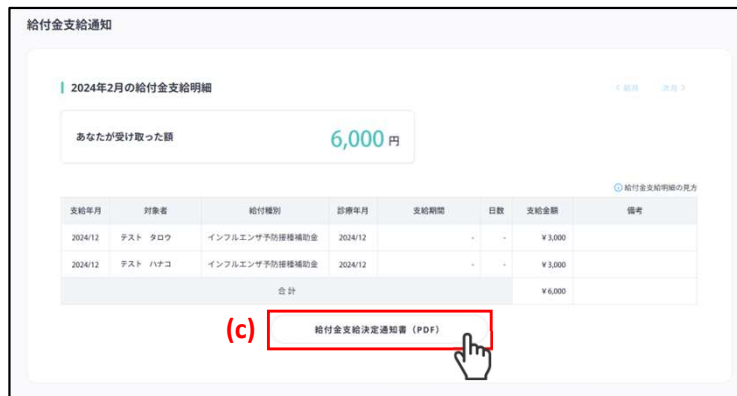 給付金支給通知
2024年2月の給付金支給明細
< 前月 次月 >
あなたが受け取った額 6,000 円
給付金支給明細の見方
支給年月 対象者 給付種別 診療年月 支給期間 日数 支給金額 備考
2024/12 テスト タロウ インフルエンザ予防接種補助金 2024/12 - - ¥3,000
2024/12 テスト ハナコ インフルエンザ予防接種補助金 2024/12 - - ¥3,000
合計 ¥6,000
(c) 給付金支給決定通知書（PDF）